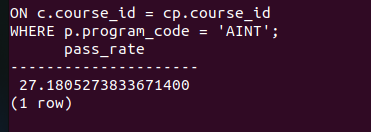 ON c.course_id = cp.course_id
WHERE p.program_code = 'AINT';
pass_rate
---------------------
27.1805273833671400
(1 row)